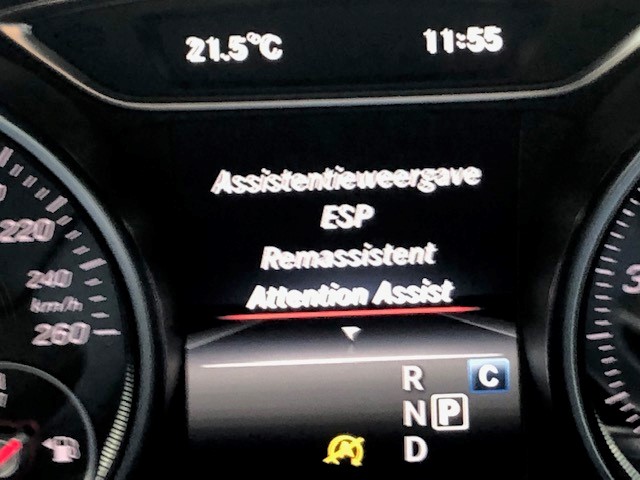 21.5°C 11:55
Assistentieweergave
ESP
Remassistent
Attention Assist
220
240
km/h
260
R C
N P
D